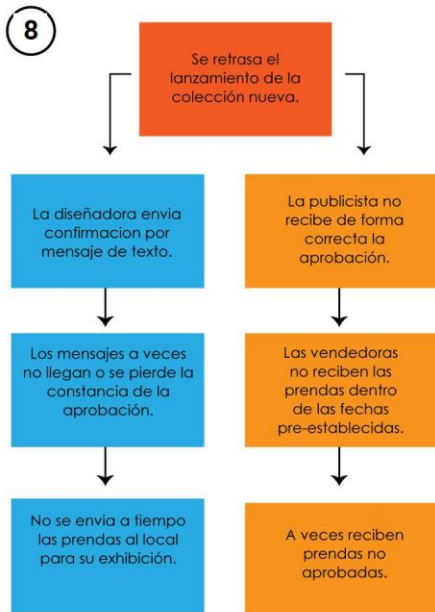 8
Se retrasa el
lanzamiento de la
colección nueva.
La diseñadora envia
confirmacion por
mensaje de texto.
Los mensajes a veces
no llegan o se pierde la
constancia de la
aprobación.
No se envia a tiempo
las prendas al local
para su exhibición.
La publicista no
recibe de forma
correcta la
aprobación.
Las vendedoras
no reciben las
prendas dentro
de las fechas
pre-establecidas.
A veces reciben
prendas no
aprobadas.